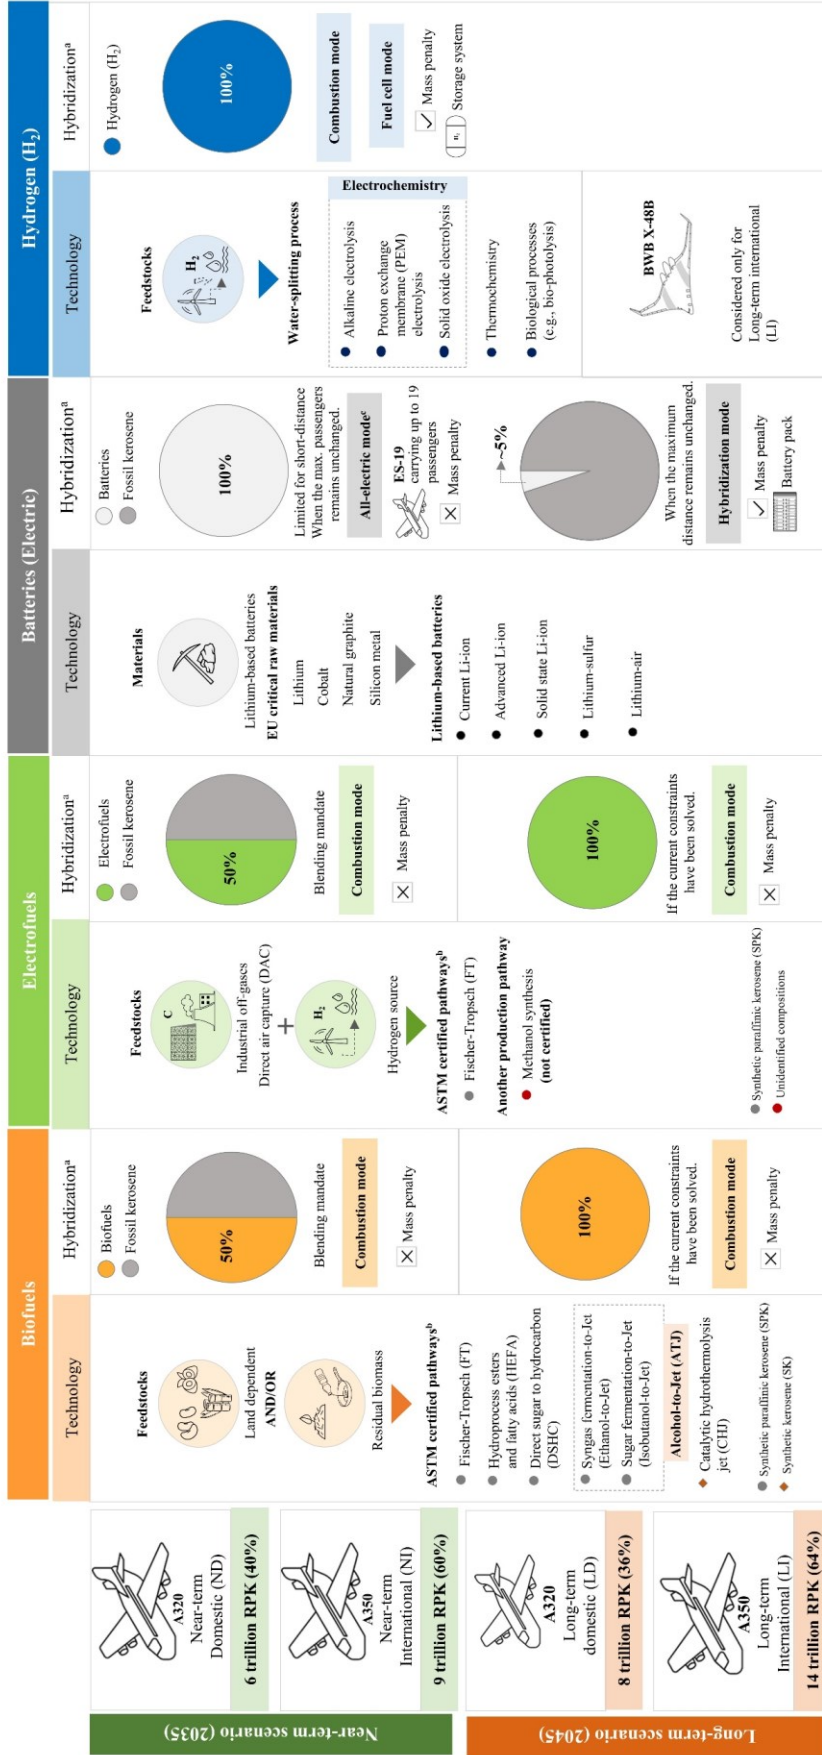 Near-term scenario (2035)
A320
Near-term
Domestic (ND)
6 trillion RPK (40%)
A350
Near-term
International (NI)
9 trillion RPK (60%)
Long-term scenario (2045)
A320
Long-term
domestic (LD)
8 trillion RPK (36%)
A350
Long-term
International (LI)
14 trillion RPK (64%)
Biofuels
Technology
Feedstocks
Land dependent
AND/OR
Residual biomass
ASTM certified pathwaysᵇ
Fischer-Tropsch (FT)
Hydroprocess esters
and fatty acids (HEFA)
Direct sugar to hydrocarbon
(DSHC)
Syngas fermentation-to-Jet
(Ethanol-to-Jet)
Sugar fermentation-to-Jet
(Isobutanol-to-Jet)
Alcohol-to-Jet (ATJ)
Catalytic hydrothermolysis
jet (CHJ)
Synthetic paraffinic kerosene (SPK)
Synthetic kerosene (SK)
Hybridizationᵃ
Biofuels
Fossil kerosene
50%
Blending mandate
Combustion mode
Mass penalty
100%
If the current constraints
have been solved.
Combustion mode
Mass penalty
Electrofuels
Technology
Feedstocks
C
Industrial off-gases
Direct air capture (DAC)
+
H₂
Hydrogen source
ASTM certified pathwaysᵇ
Fischer-Tropsch (FT)
Another production pathway
Methanol synthesis
(not certified)
Synthetic paraffinic kerosene (SPK)
Unidentified compositions
Hybridizationᵃ
Electrofuels
Fossil kerosene
50%
Blending mandate
Combustion mode
Mass penalty
100%
If the current constraints
have been solved.
Combustion mode
Mass penalty
Batteries (Electric)
Technology
Materials
Lithium-based batteries
EU critical raw materials
Lithium
Cobalt
Natural graphite
Silicon metal
Lithium-based batteries
Current Li-ion
Advanced Li-ion
Solid state Li-ion
Lithium-sulfur
Lithium-air
Hybridizationᵃ
Batteries
Fossil kerosene
100%
Limited for short-distance
When the max. passengers
remains unchanged.
All-electric modeᶜ
ES-19
carrying up to 19
passengers
Mass penalty
~5%
When the maximum
distance remains unchanged.
Hybridization mode
Mass penalty
Battery pack
Hydrogen (H₂)
Technology
Feedstocks
H₂
Water-splitting process
Electrochemistry
Alkaline electrolysis
Proton exchange
membrane (PEM)
electrolysis
Solid oxide electrolysis
Thermochemistry
Biological processes
(e.g., bio-photolysis)
BWB X-48B
Considered only for
Long-term international
(LI)
Hybridizationᵃ
Hydrogen (H₂)
100%
Combustion mode
Fuel cell mode
Mass penalty
H₂
Storage system